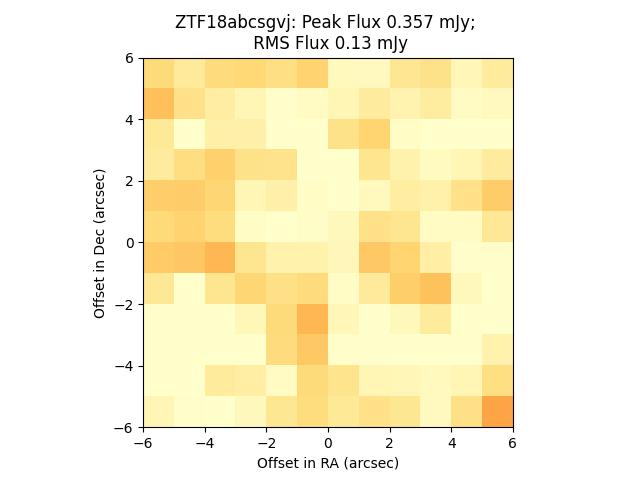 ZTF18abcsgvj: Peak Flux 0.357 mJy;
RMS Flux 0.13 mJy
6
4
2
0
−2
−4
−6
Offset in Dec (arcsec)
−6 −4 −2 0 2 4 6
Offset in RA (arcsec)